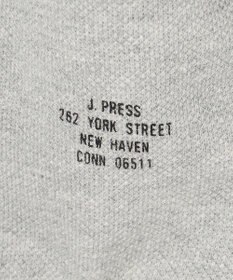 J. PRESS
262 YORK STREET
NEW HAVEN
CONN 06511